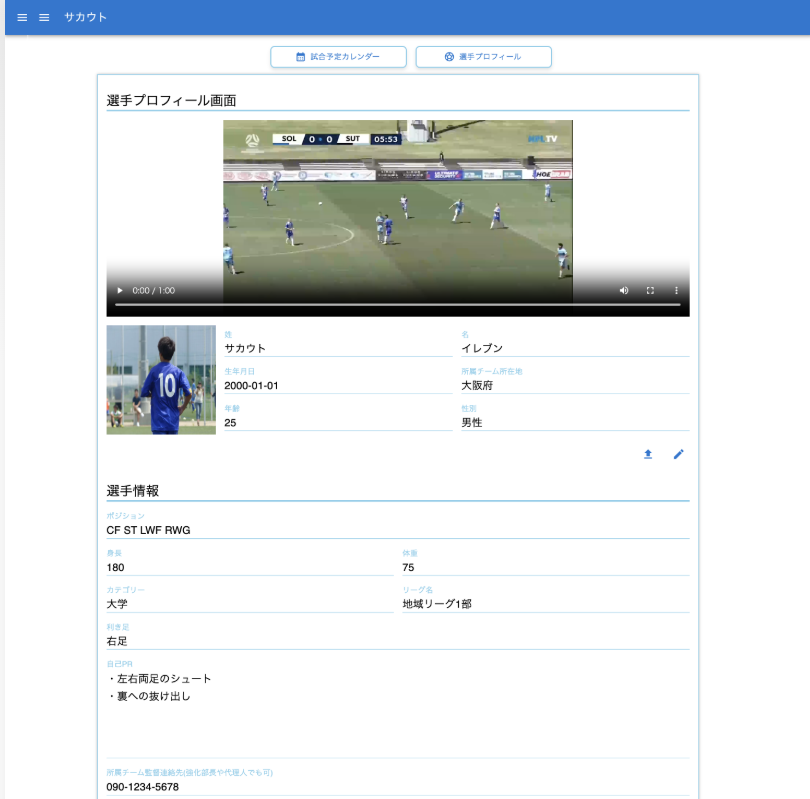 サカウト
試合予定カレンダー
選手プロフィール
選手プロフィール画面
SOL 0 0 SUT 05:53
NPL TV
ULTIMATE SECURITY
0:00 / 1:00
10
姓
サカウト
名
イレブン
生年月日
2000-01-01
所属チーム所在地
大阪府
年齢
25
性別
男性
選手情報
ポジション
CF ST LWF RWG
身長
180
体重
75
カテゴリー
大学
リーグ名
地域リーグ1部
利き足
右足
自己PR
・左右両足のシュート
・裏への抜け出し
所属チーム監督連絡先(強化部長や代理人でも可)
090-1234-5678